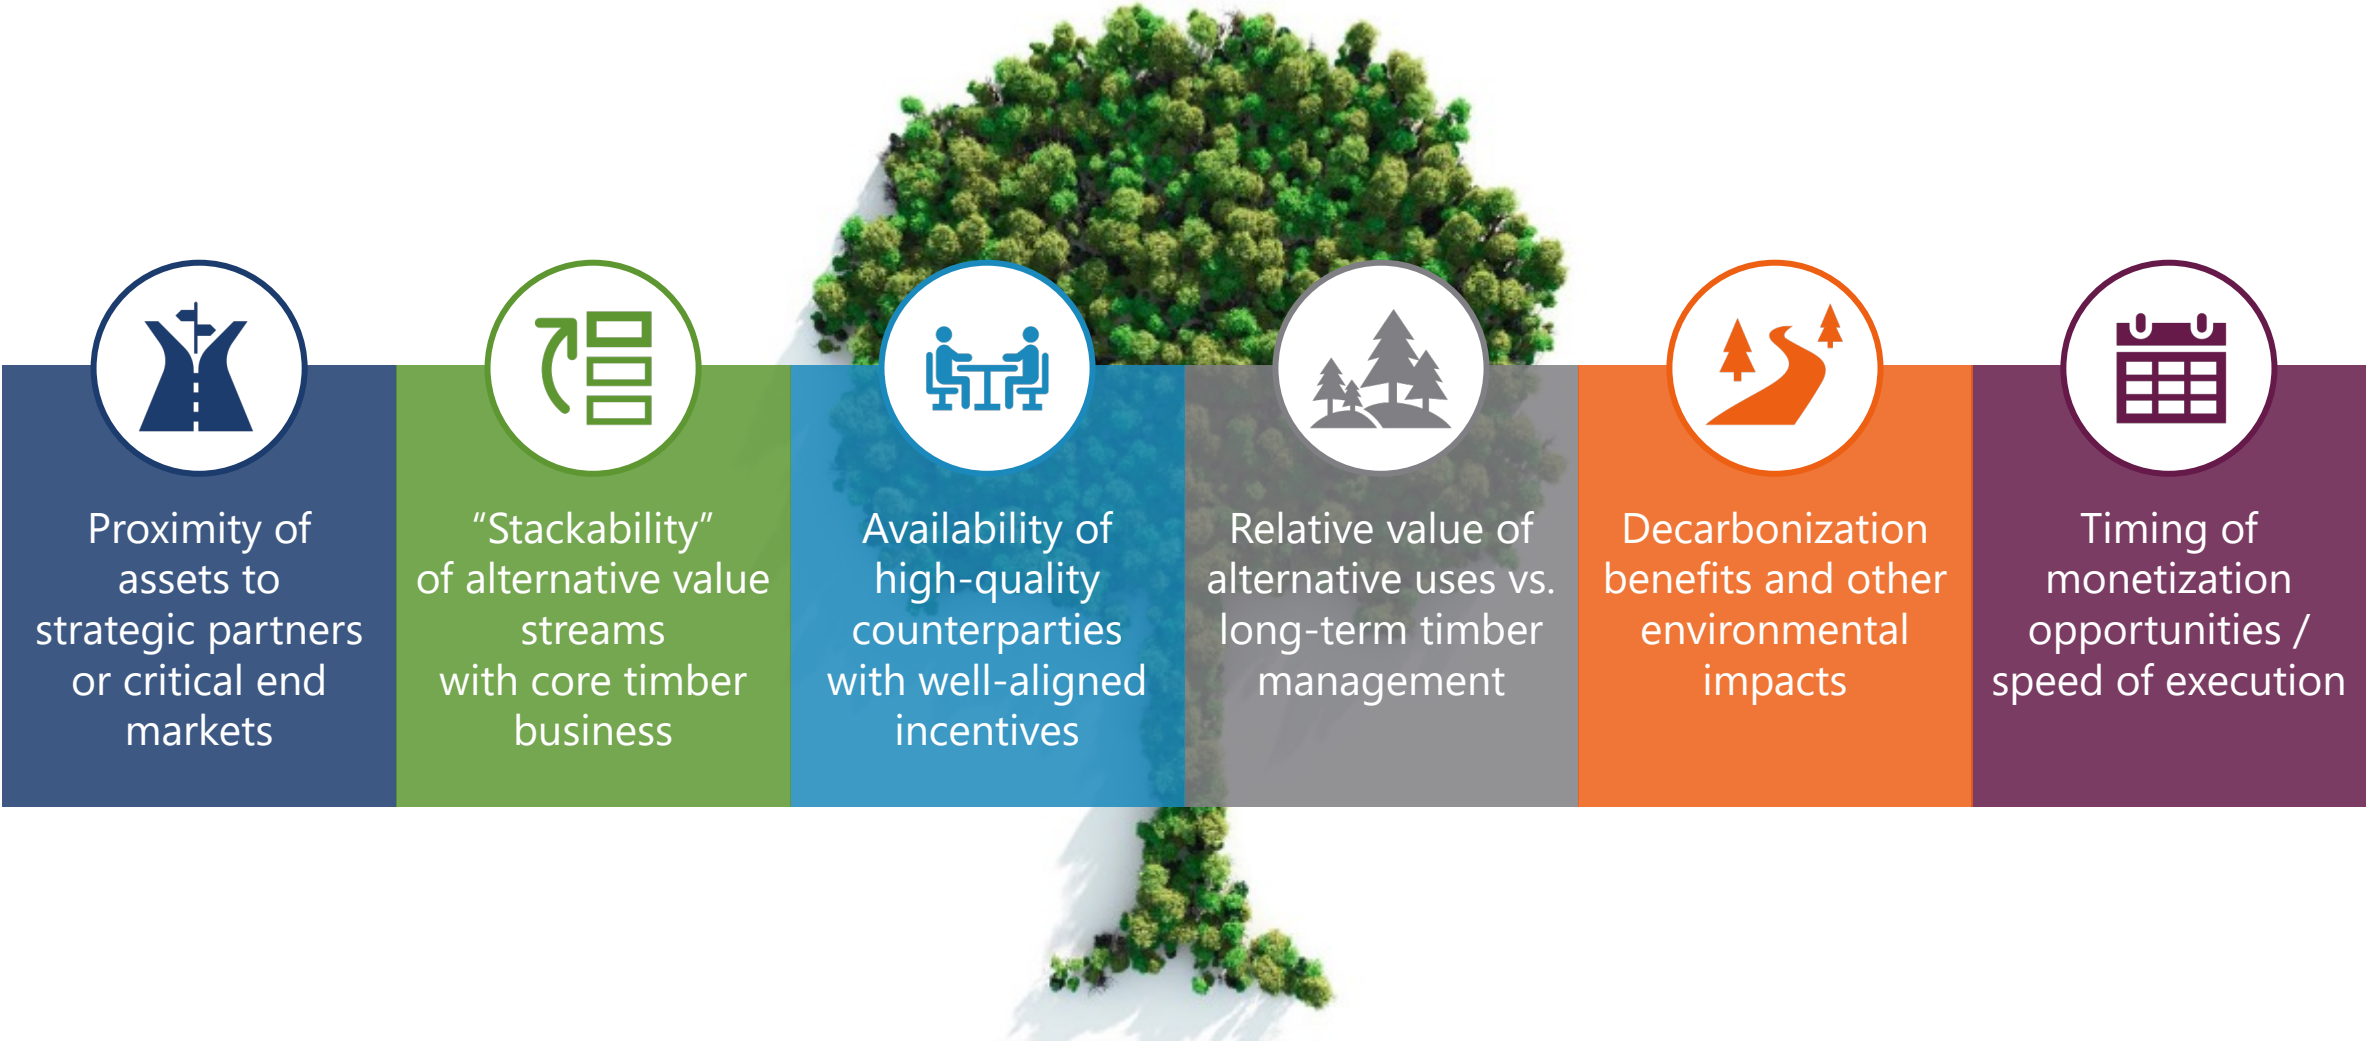 Proximity of
assets to
strategic partners
or critical end
markets
“Stackability”
of alternative value
streams
with core timber
business
Availability of
high-quality
counterparties
with well-aligned
incentives
Relative value of
alternative uses vs.
long-term timber
management
Decarbonization
benefits and other
environmental
impacts
Timing of
monetization
opportunities /
speed of execution